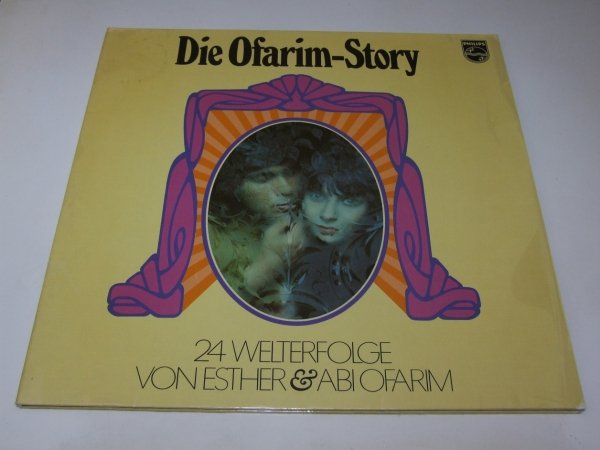 Die Ofarim-Story
PHILIPS
24 WELTERFOLGE
VON ESTHER & ABI OFARIM